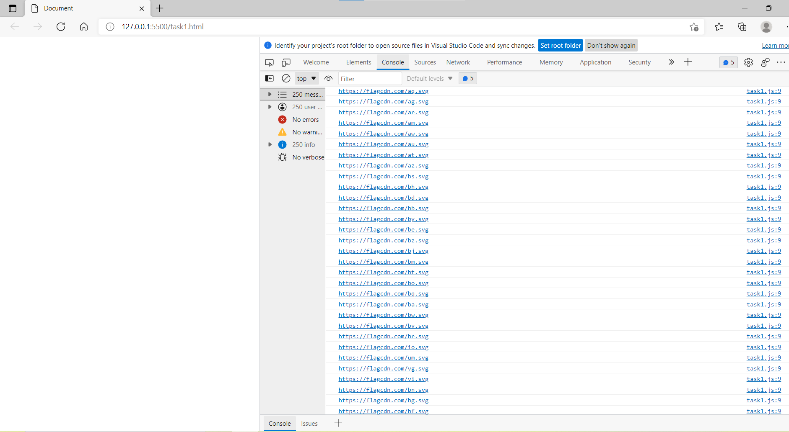 Document
127.0.0.1:5500/task1.html
Identify your project's root folder to open source files in Visual Studio Code and sync changes. Set root folder Don't show again Learn mor
Welcome Elements Console Sources Network Performance Memory Application Security
top Filter Default levels
250 mess... https://flagcdn.com/aq.svg task1.js:9
https://flagcdn.com/ag.svg task1.js:9
250 user ... task1.js:9
No errors https://flagcdn.com/am.svg task1.js:9
https://flagcdn.com/aw.svg task1.js:9
No warni... task1.js:9
250 info https://flagcdn.com/at.svg task1.js:9
No verbose https://flagcdn.com/az.svg task1.js:9
https://flagcdn.com/bs.svg task1.js:9
https://flagcdn.com/bh.svg task1.js:9
https://flagcdn.com/bd.svg task1.js:9
https://flagcdn.com/bb.svg task1.js:9
https://flagcdn.com/by.svg task1.js:9
https://flagcdn.com/be.svg task1.js:9
https://flagcdn.com/bz.svg task1.js:9
https://flagcdn.com/bj.svg task1.js:9
https://flagcdn.com/bm.svg task1.js:9
https://flagcdn.com/bt.svg task1.js:9
https://flagcdn.com/bo.svg task1.js:9
https://flagcdn.com/bq.svg task1.js:9
https://flagcdn.com/ba.svg task1.js:9
https://flagcdn.com/bw.svg task1.js:9
https://flagcdn.com/bv.svg task1.js:9
https://flagcdn.com/br.svg task1.js:9
https://flagcdn.com/io.svg task1.js:9
https://flagcdn.com/um.svg task1.js:9
https://flagcdn.com/vg.svg task1.js:9
https://flagcdn.com/vi.svg task1.js:9
https://flagcdn.com/bn.svg task1.js:9
https://flagcdn.com/bg.svg task1.js:9
https://flagcdn.com/bf.svg task1.js:9
Console Issues